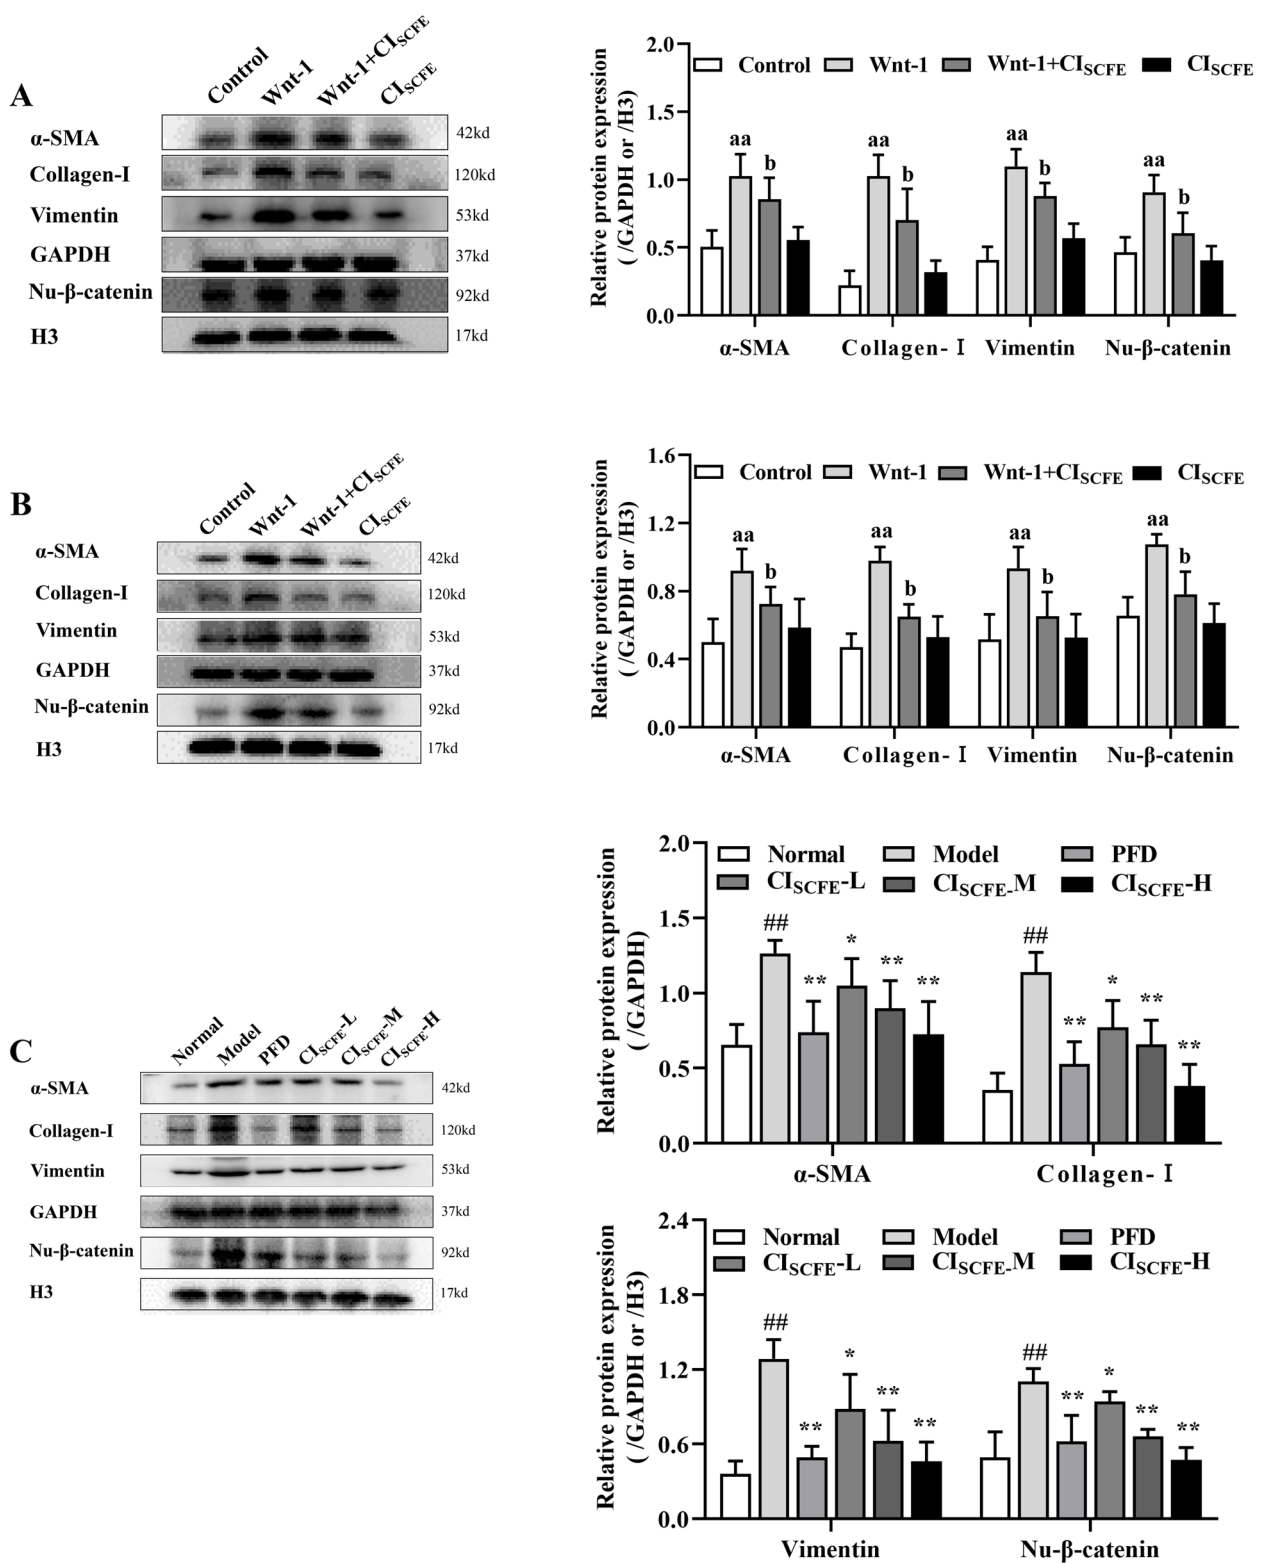 A
Control
Wnt-1
Wnt-1+CISCFE
CISCFE
α-SMA
42kd
Collagen-I
120kd
Vimentin
53kd
GAPDH
37kd
Nu-β-catenin
92kd
H3
17kd
Relative protein expression
( /GAPDH or /H3)
2.0
1.5
1.0
0.5
0.0
Control Wnt-1 Wnt-1+CISCFE CISCFE
aa b aa b aa b aa b
α-SMA Collagen-Ⅰ Vimentin Nu-β-catenin
B
Control
Wnt-1
Wnt-1+CISCFE
CISCFE
α-SMA
42kd
Collagen-I
120kd
Vimentin
53kd
GAPDH
37kd
Nu-β-catenin
92kd
H3
17kd
Relative protein expression
( /GAPDH or /H3)
1.6
1.2
0.8
0.4
0.0
Control Wnt-1 Wnt-1+CISCFE CISCFE
aa b aa b aa b aa b
α-SMA Collagen-Ⅰ Vimentin Nu-β-catenin
C
Normal
Model
PFD
CISCFE-L
CISCFE-M
CISCFE-H
α-SMA
42kd
Collagen-I
120kd
Vimentin
53kd
GAPDH
37kd
Nu-β-catenin
92kd
H3
17kd
Relative protein expression
( /GAPDH)
2.0
1.5
1.0
0.5
0.0
Normal Model PFD
CISCFE-L CISCFE-M CISCFE-H
## ** * ** ** ## ** * ** **
α-SMA Collagen-Ⅰ
Relative protein expression
( /GAPDH or /H3)
2.4
1.8
1.2
0.6
0.0
Normal Model PFD
CISCFE-L CISCFE-M CISCFE-H
## ** * ** ** ## ** * ** **
Vimentin Nu-β-catenin